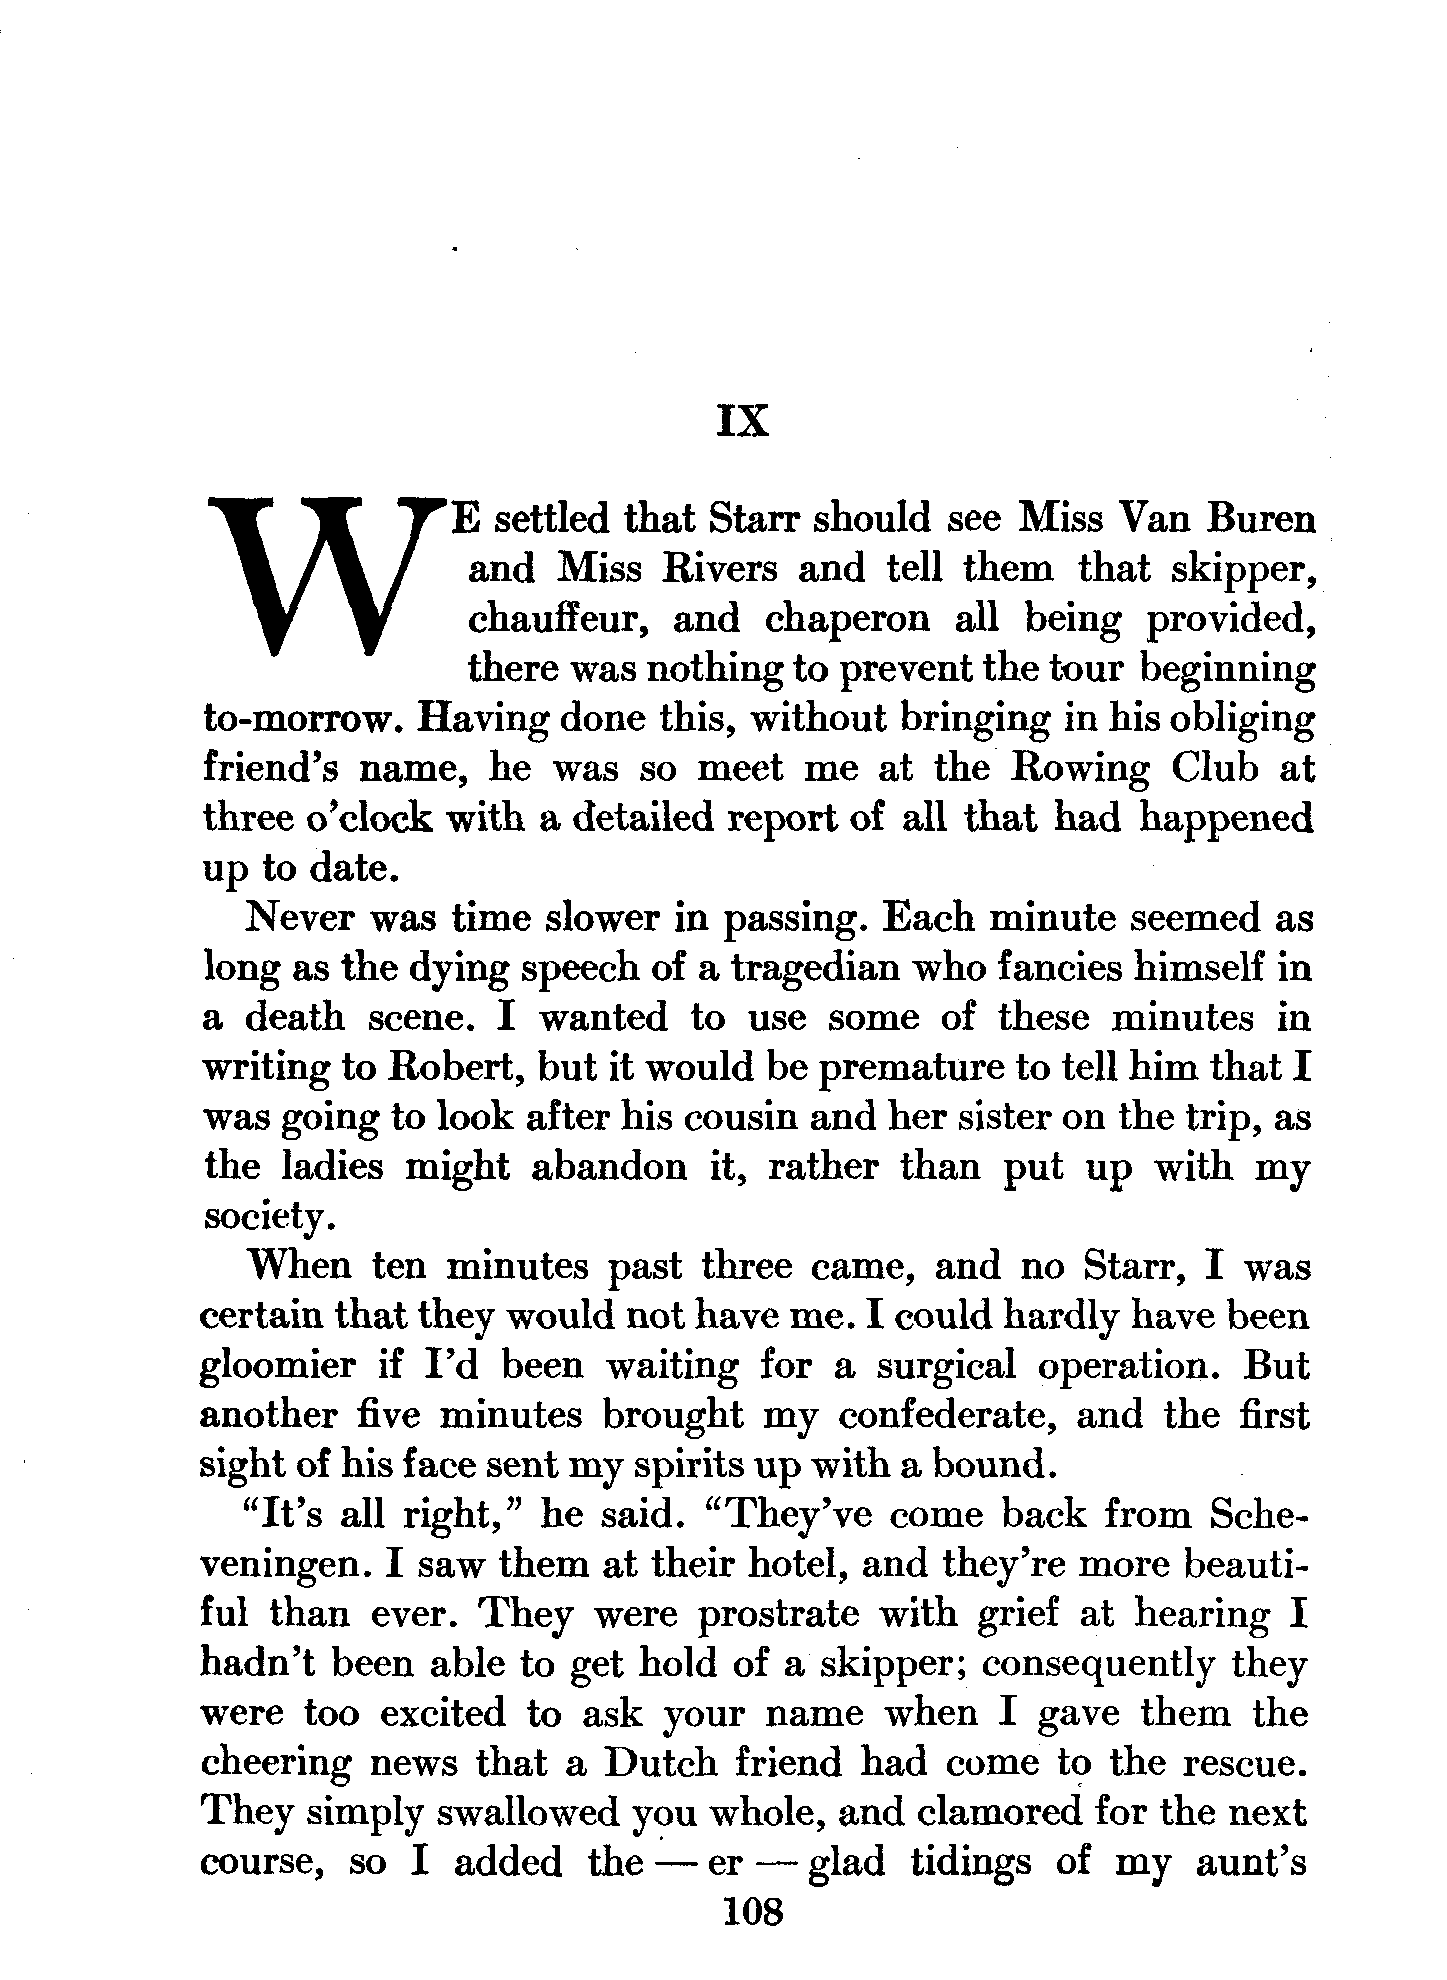 IX
WE settled that Starr should see Miss Van Buren
and Miss Rivers and tell them that skipper,
chauffeur, and chaperon all being provided,
there was nothing to prevent the tour beginning
to-morrow. Having done this, without bringing in his obliging
friend's name, he was so meet me at the Rowing Club at
three o'clock with a detailed report of all that had happened
up to date.
Never was time slower in passing. Each minute seemed as
long as the dying speech of a tragedian who fancies himself in
a death scene. I wanted to use some of these minutes in
writing to Robert, but it would be premature to tell him that I
was going to look after his cousin and her sister on the trip, as
the ladies might abandon it, rather than put up with my
society.
When ten minutes past three came, and no Starr, I was
certain that they would not have me. I could hardly have been
gloomier if I'd been waiting for a surgical operation. But
another five minutes brought my confederate, and the first
sight of his face sent my spirits up with a bound.
"It's all right," he said. "They've come back from Sche-
veningen. I saw them at their hotel, and they're more beauti-
ful than ever. They were prostrate with grief at hearing I
hadn't been able to get hold of a skipper; consequently they
were too excited to ask your name when I gave them the
cheering news that a Dutch friend had come to the rescue.
They simply swallowed you whole, and clamored for the next
course, so I added the — er — glad tidings of my aunt's
108